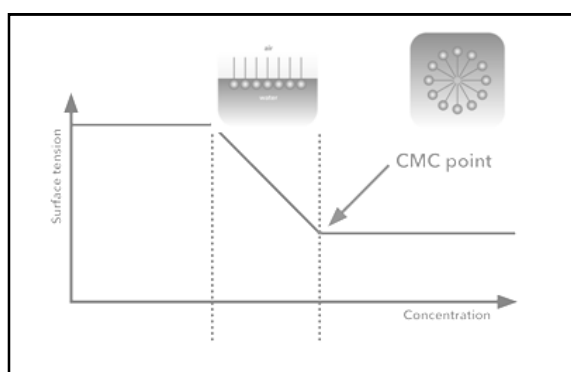 air
water
CMC point
Surface tension
Concentration